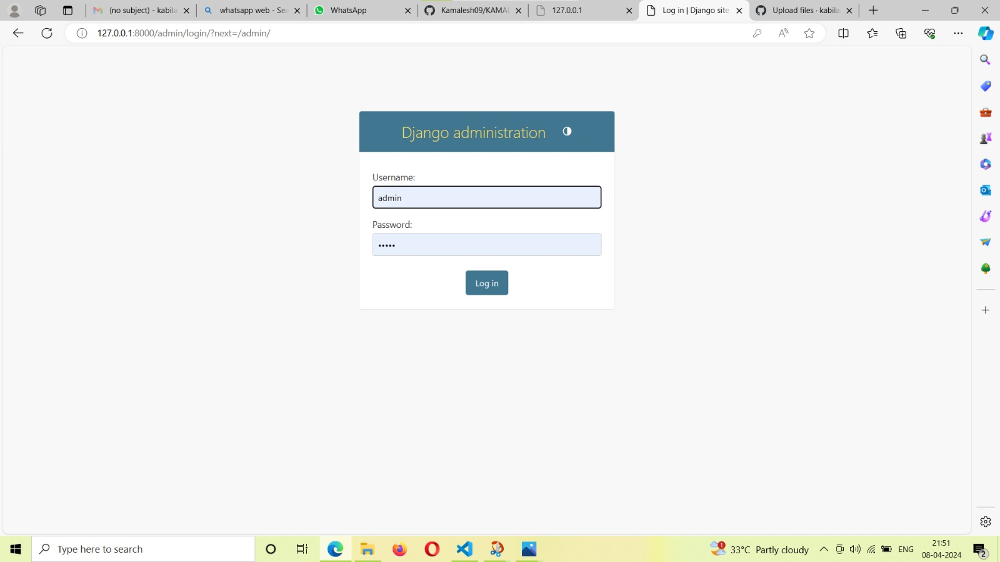 (no subject) - kabila
whatsapp web - Sea
WhatsApp
Kamalesh09/KAMAL
127.0.0.1
Log in | Django site
Upload files · kabila
127.0.0.1:8000/admin/login/?next=/admin/
Django administration
Username:
admin
Password:
•••••
Log in
Type here to search
1
33°C Partly cloudy
ENG
21:51
08-04-2024
2